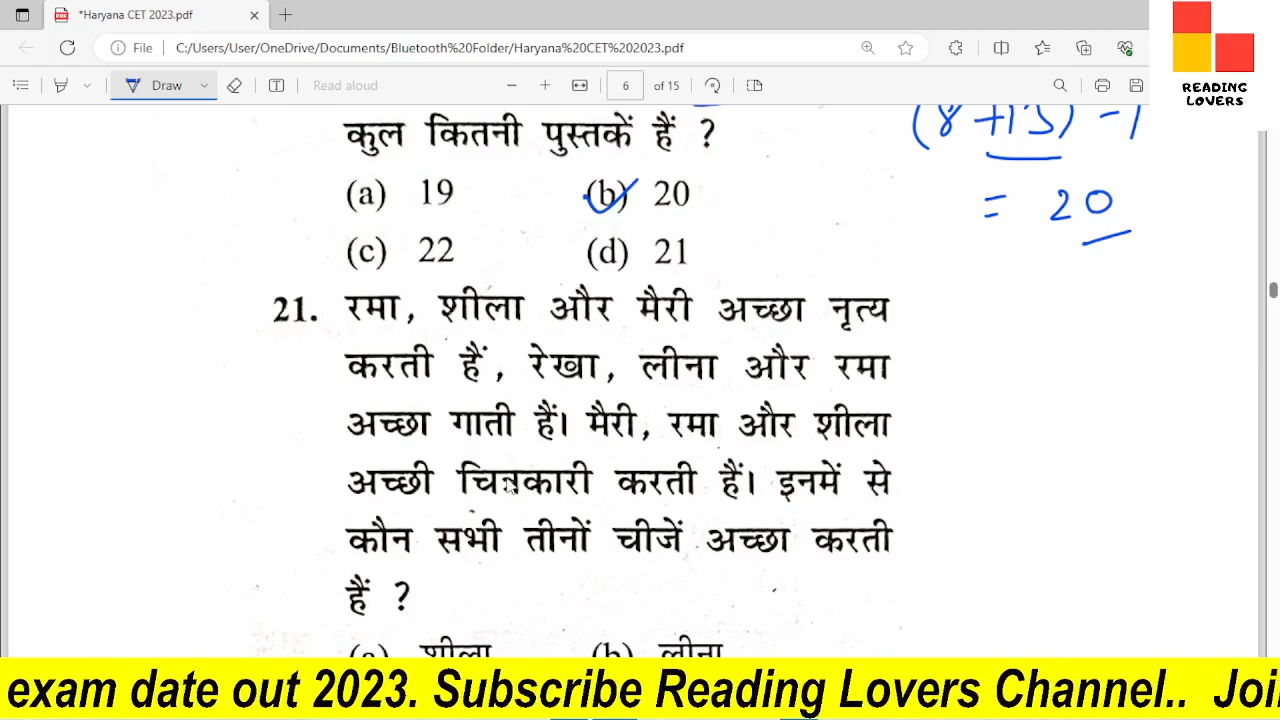 *Haryana CET 2023.pdf
File C:/Users/User/OneDrive/Documents/Bluetooth%20Folder/Haryana%20CET%202023.pdf
Draw Read aloud 6 of 15
READING
LOVERS
कुल कितनी पुस्तकें हैं ?
(8+13) -1
(a) 19 (b) 20
= 20
(c) 22 (d) 21
21. रमा, शीला और मैरी अच्छा नृत्य
करती हैं, रेखा, लीना और रमा
अच्छा गाती हैं। मैरी, रमा और शीला
अच्छी चित्रकारी करती हैं। इनमें से
कौन सभी तीनों चीजें अच्छा करती
हैं ?
(a) शीला (b) लीना
exam date out 2023. Subscribe Reading Lovers Channel.. Joi